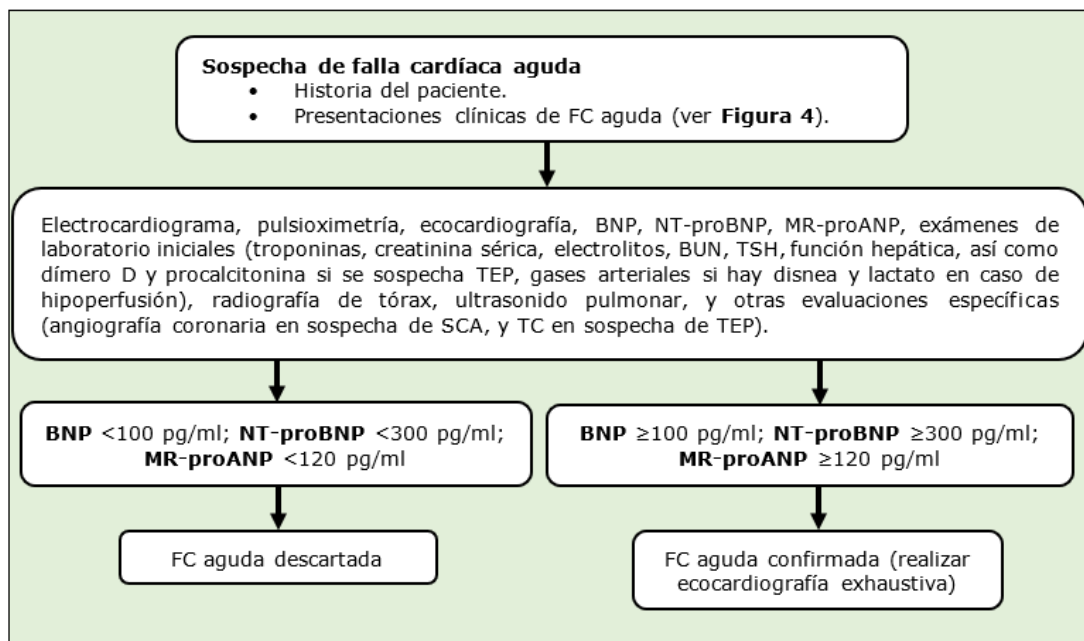 Sospecha de falla cardíaca aguda
• Historia del paciente.
• Presentaciones clínicas de FC aguda (ver Figura 4).
Electrocardiograma, pulsioximetría, ecocardiografía, BNP, NT-proBNP, MR-proANP, exámenes de
laboratorio iniciales (troponinas, creatinina sérica, electrolitos, BUN, TSH, función hepática, así como
dímero D y procalcitonina si se sospecha TEP, gases arteriales si hay disnea y lactato en caso de
hipoperfusión), radiografía de tórax, ultrasonido pulmonar, y otras evaluaciones específicas
(angiografía coronaria en sospecha de SCA, y TC en sospecha de TEP).
BNP <100 pg/ml; NT-proBNP <300 pg/ml;
MR-proANP <120 pg/ml
BNP ≥100 pg/ml; NT-proBNP ≥300 pg/ml;
MR-proANP ≥120 pg/ml
FC aguda descartada
FC aguda confirmada (realizar
ecocardiografía exhaustiva)